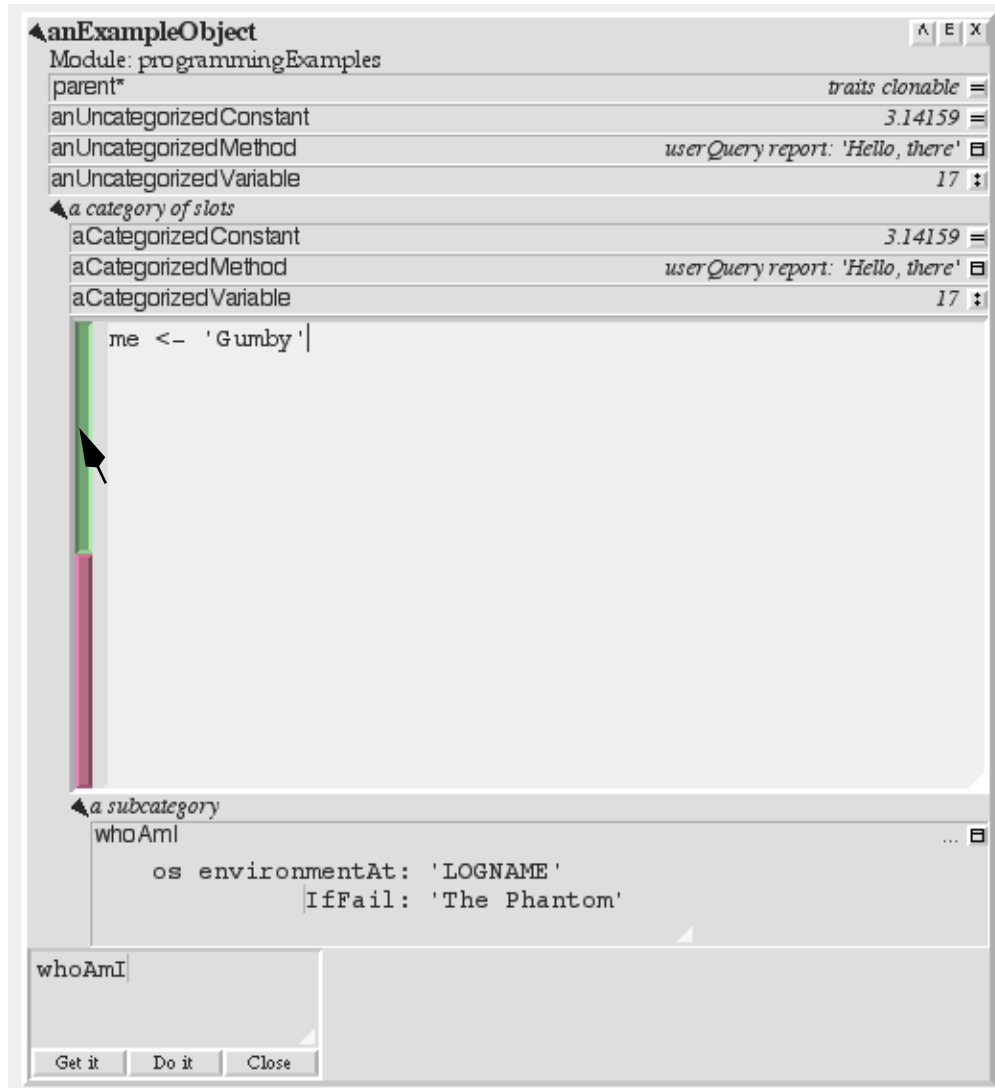 anExampleObject Λ E X
Module: programmingExamples
parent* traits clonable =
anUncategorizedConstant 3.14159 =
anUncategorizedMethod userQuery report: 'Hello, there'
anUncategorizedVariable 17 :
a category of slots
aCategorizedConstant 3.14159 =
aCategorizedMethod userQuery report: 'Hello, there'
aCategorizedVariable 17 :
me <- 'Gumby'
a subcategory
whoAmI ...
os environmentAt: 'LOGNAME'
IfFail: 'The Phantom'
whoAmI
Get it Do it Close